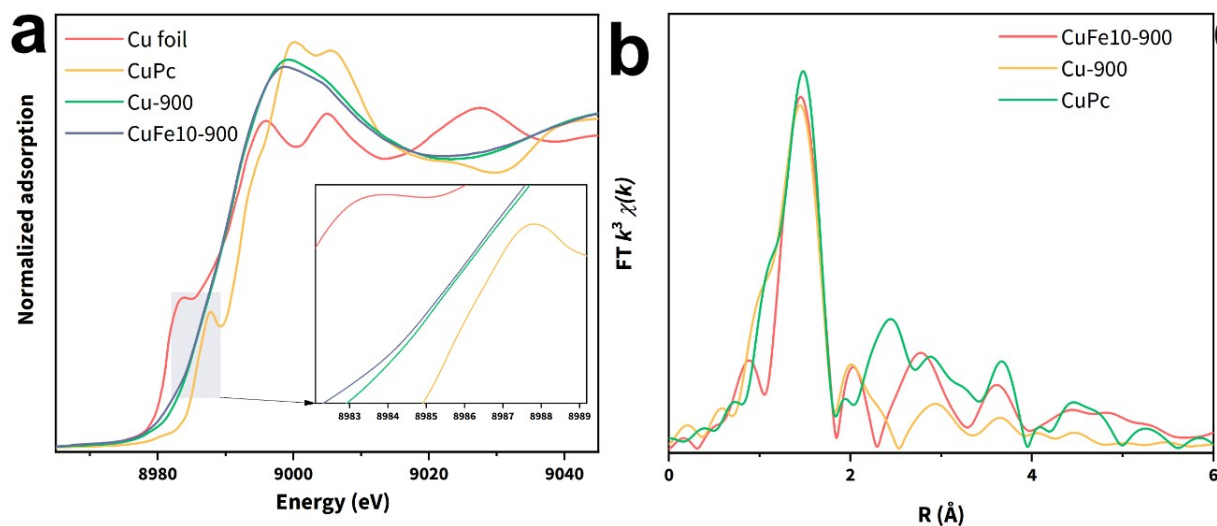 a
Cu foil
CuPc
Cu-900
CuFe10-900
Normalized adsorption
8983 8984 8985 8986 8987 8988 8989
8980 9000 9020 9040
Energy (eV)
b
CuFe10-900
Cu-900
CuPc
FT k³ χ(k)
0 2 4 6
R (Å)